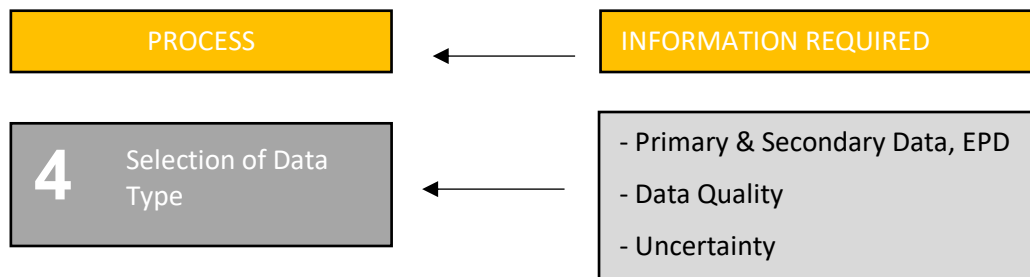 PROCESS
INFORMATION REQUIRED
4
Selection of Data
Type
- Primary & Secondary Data, EPD
- Data Quality
- Uncertainty